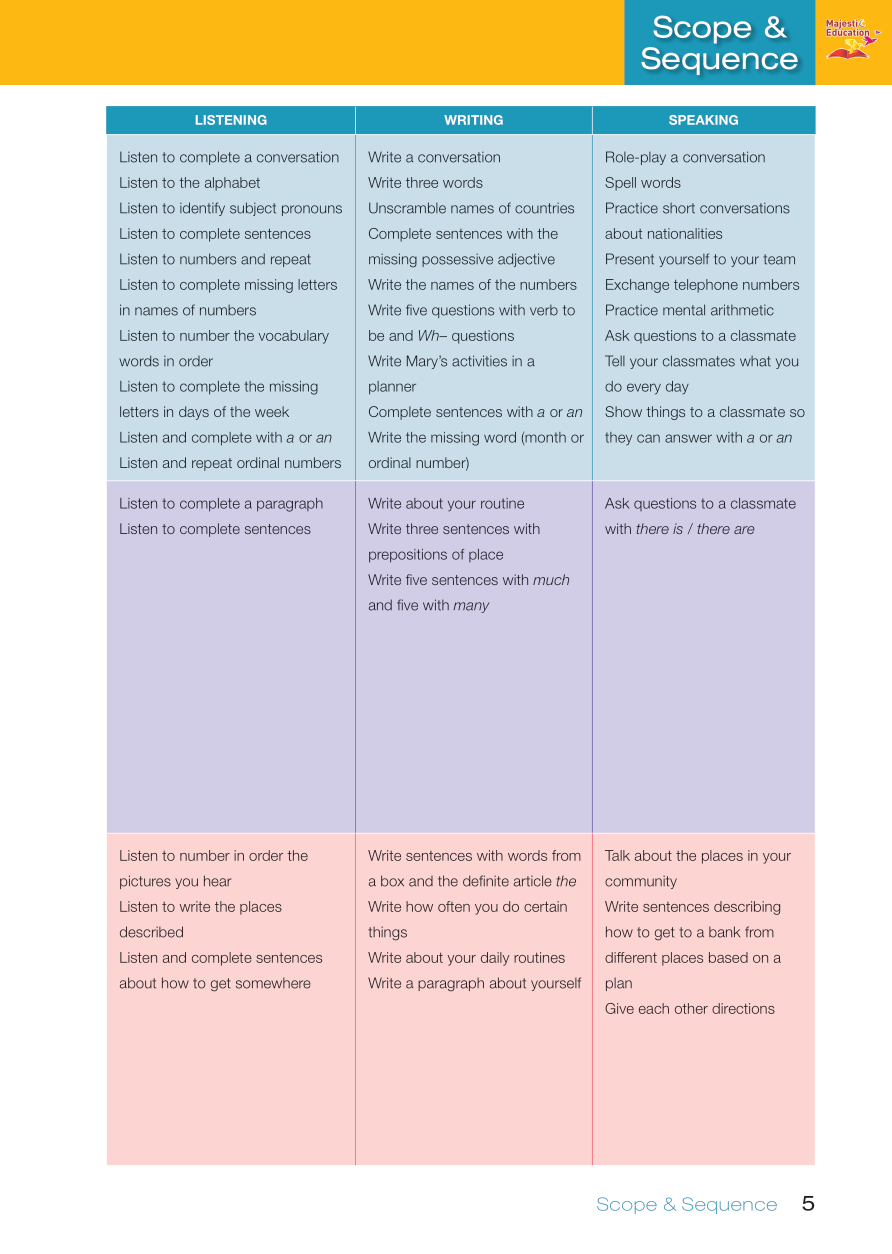 Scope &
Sequence
Majestic
Education
LISTENING
WRITING
SPEAKING
Listen to complete a conversation
Listen to the alphabet
Listen to identify subject pronouns
Listen to complete sentences
Listen to numbers and repeat
Listen to complete missing letters
in names of numbers
Listen to number the vocabulary
words in order
Listen to complete the missing
letters in days of the week
Listen and complete with a or an
Listen and repeat ordinal numbers
Write a conversation
Write three words
Unscramble names of countries
Complete sentences with the
missing possessive adjective
Write the names of the numbers
Write five questions with verb to
be and Wh– questions
Write Mary’s activities in a
planner
Complete sentences with a or an
Write the missing word (month or
ordinal number)
Role-play a conversation
Spell words
Practice short conversations
about nationalities
Present yourself to your team
Exchange telephone numbers
Practice mental arithmetic
Ask questions to a classmate
Tell your classmates what you
do every day
Show things to a classmate so
they can answer with a or an
Listen to complete a paragraph
Listen to complete sentences
Write about your routine
Write three sentences with
prepositions of place
Write five sentences with much
and five with many
Ask questions to a classmate
with there is / there are
Listen to number in order the
pictures you hear
Listen to write the places
described
Listen and complete sentences
about how to get somewhere
Write sentences with words from
a box and the definite article the
Write how often you do certain
things
Write about your daily routines
Write a paragraph about yourself
Talk about the places in your
community
Write sentences describing
how to get to a bank from
different places based on a
plan
Give each other directions
Scope & Sequence 5